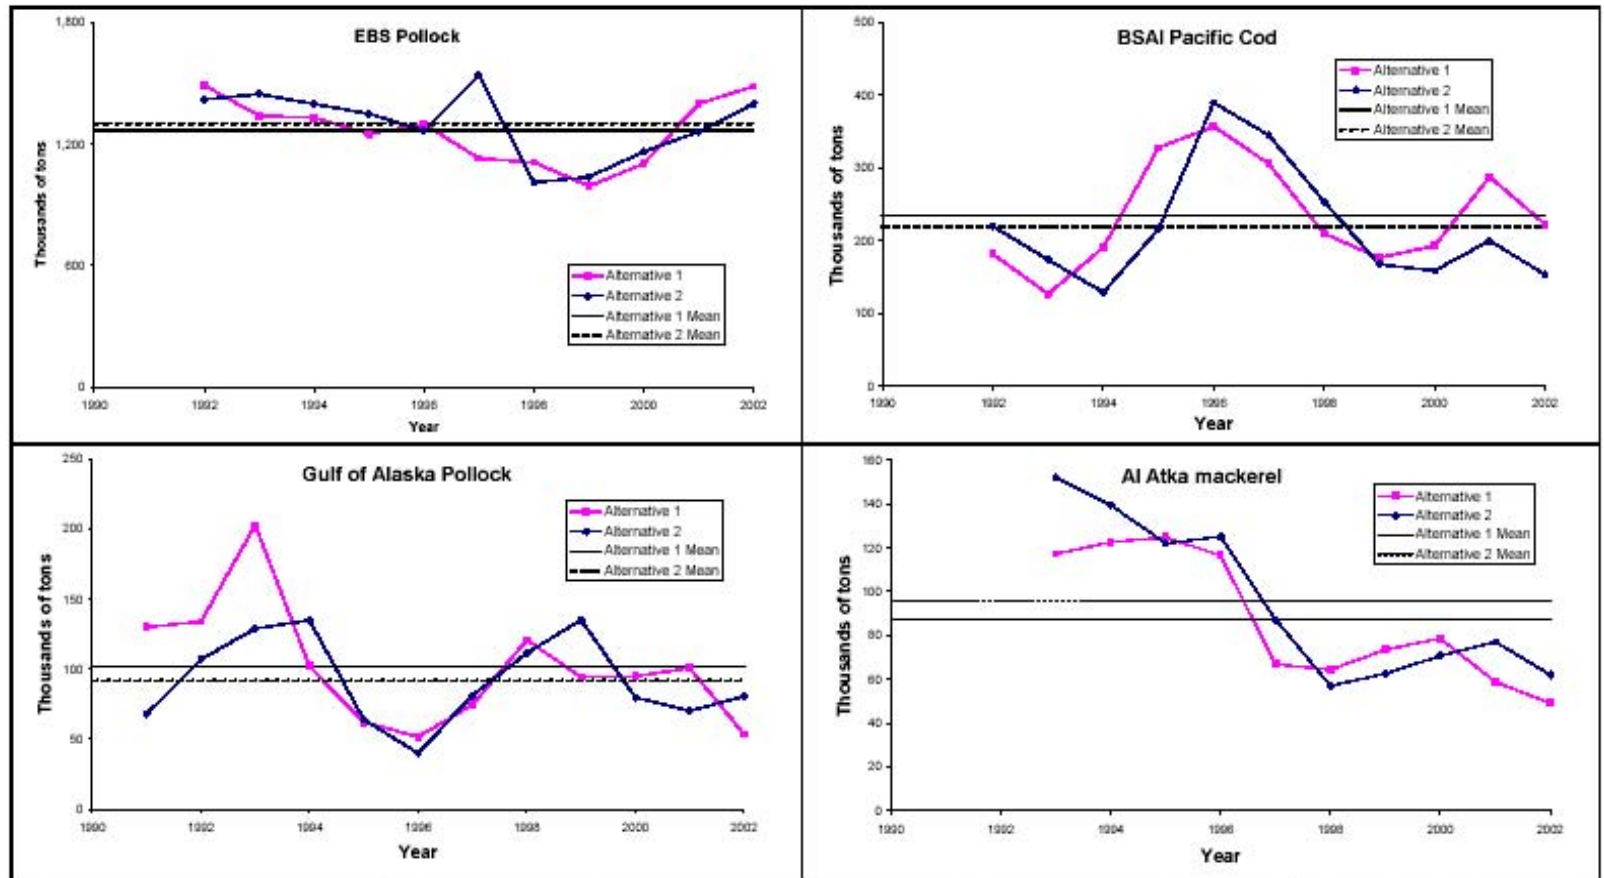 EBS Pollock
1,800
1,200
600
0
Thousands of tons
1990
1992
1994
1996
1998
2000
2002
Year
Alternative 1
Alternative 2
Alternative 1 Mean
Alternative 2 Mean
BSAI Pacific Cod
500
400
300
200
100
0
Thousands of tons
1990
1992
1994
1996
1998
2000
2002
Year
Alternative 1
Alternative 2
Alternative 1 Mean
Alternative 2 Mean
Gulf of Alaska Pollock
250
200
150
100
50
0
Thousands of tons
1990
1992
1994
1996
1998
2000
2002
Year
Alternative 1
Alternative 2
Alternative 1 Mean
Alternative 2 Mean
AI Atka mackerel
160
140
120
100
80
60
40
20
0
Thousands of tons
1990
1992
1994
1996
1998
2000
2002
Year
Alternative 1
Alternative 2
Alternative 1 Mean
Alternative 2 Mean